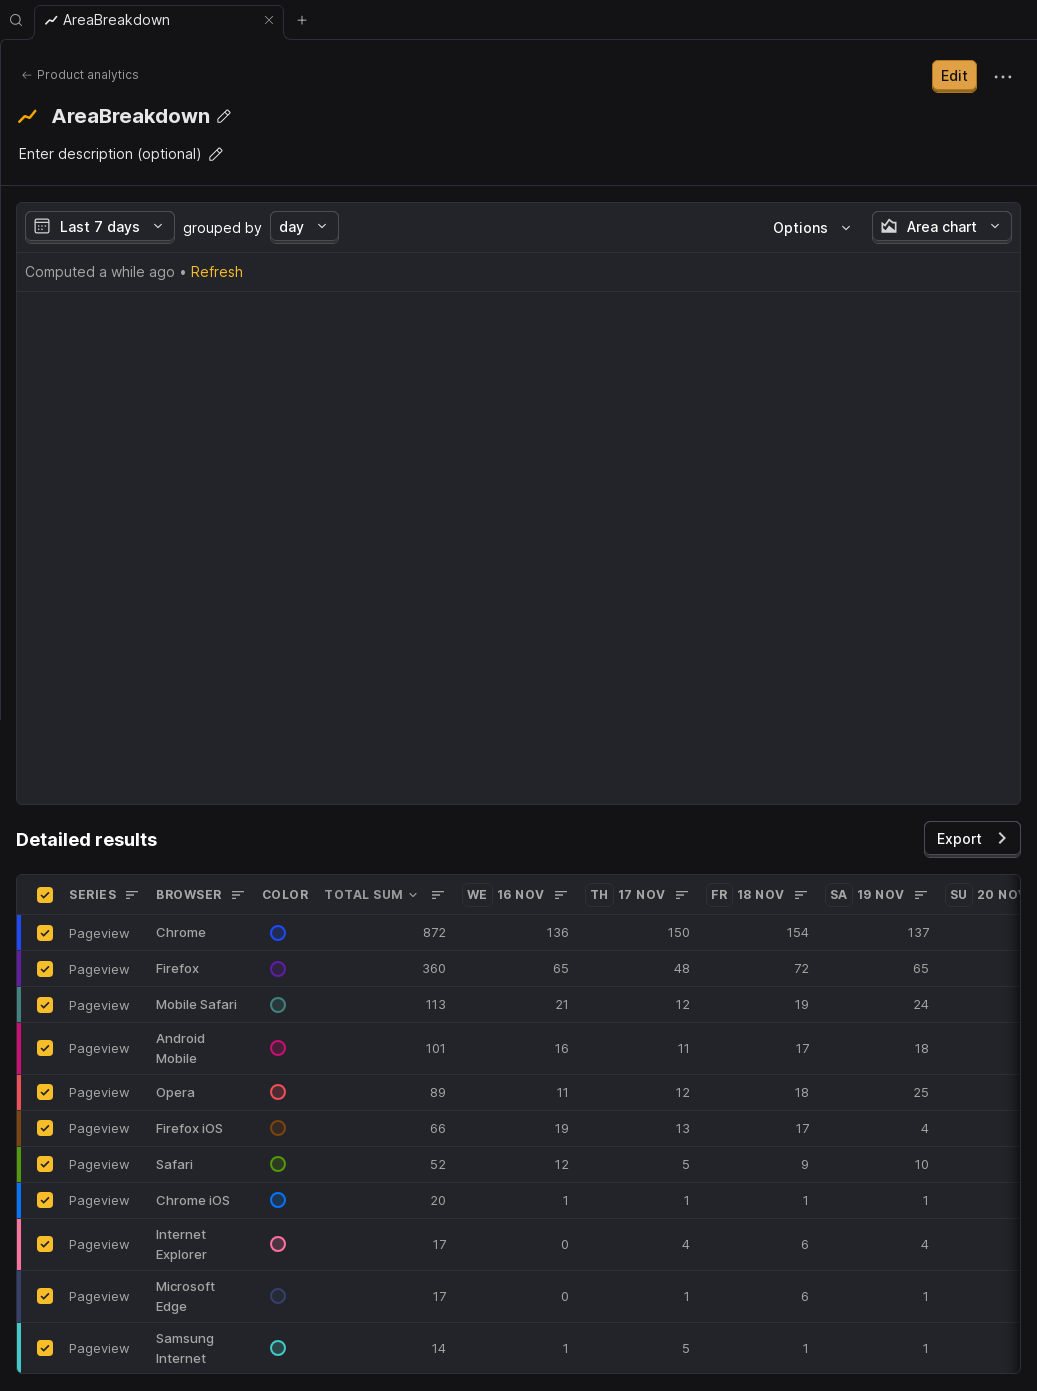 AreaBreakdown
Product analytics
Edit
AreaBreakdown
Enter description (optional)
Last 7 days grouped by day Options Area chart
Computed a while ago • Refresh
Detailed results
Export
SERIES BROWSER COLOR TOTAL SUM WE 16 NOV TH 17 NOV FR 18 NOV SA 19 NOV SU 20 NOV
Pageview Chrome 872 136 150 154 137
Pageview Firefox 360 65 48 72 65
Pageview Mobile Safari 113 21 12 19 24
Pageview Android Mobile 101 16 11 17 18
Pageview Opera 89 11 12 18 25
Pageview Firefox iOS 66 19 13 17 4
Pageview Safari 52 12 5 9 10
Pageview Chrome iOS 20 1 1 1 1
Pageview Internet Explorer 17 0 4 6 4
Pageview Microsoft Edge 17 0 1 6 1
Pageview Samsung Internet 14 1 5 1 1